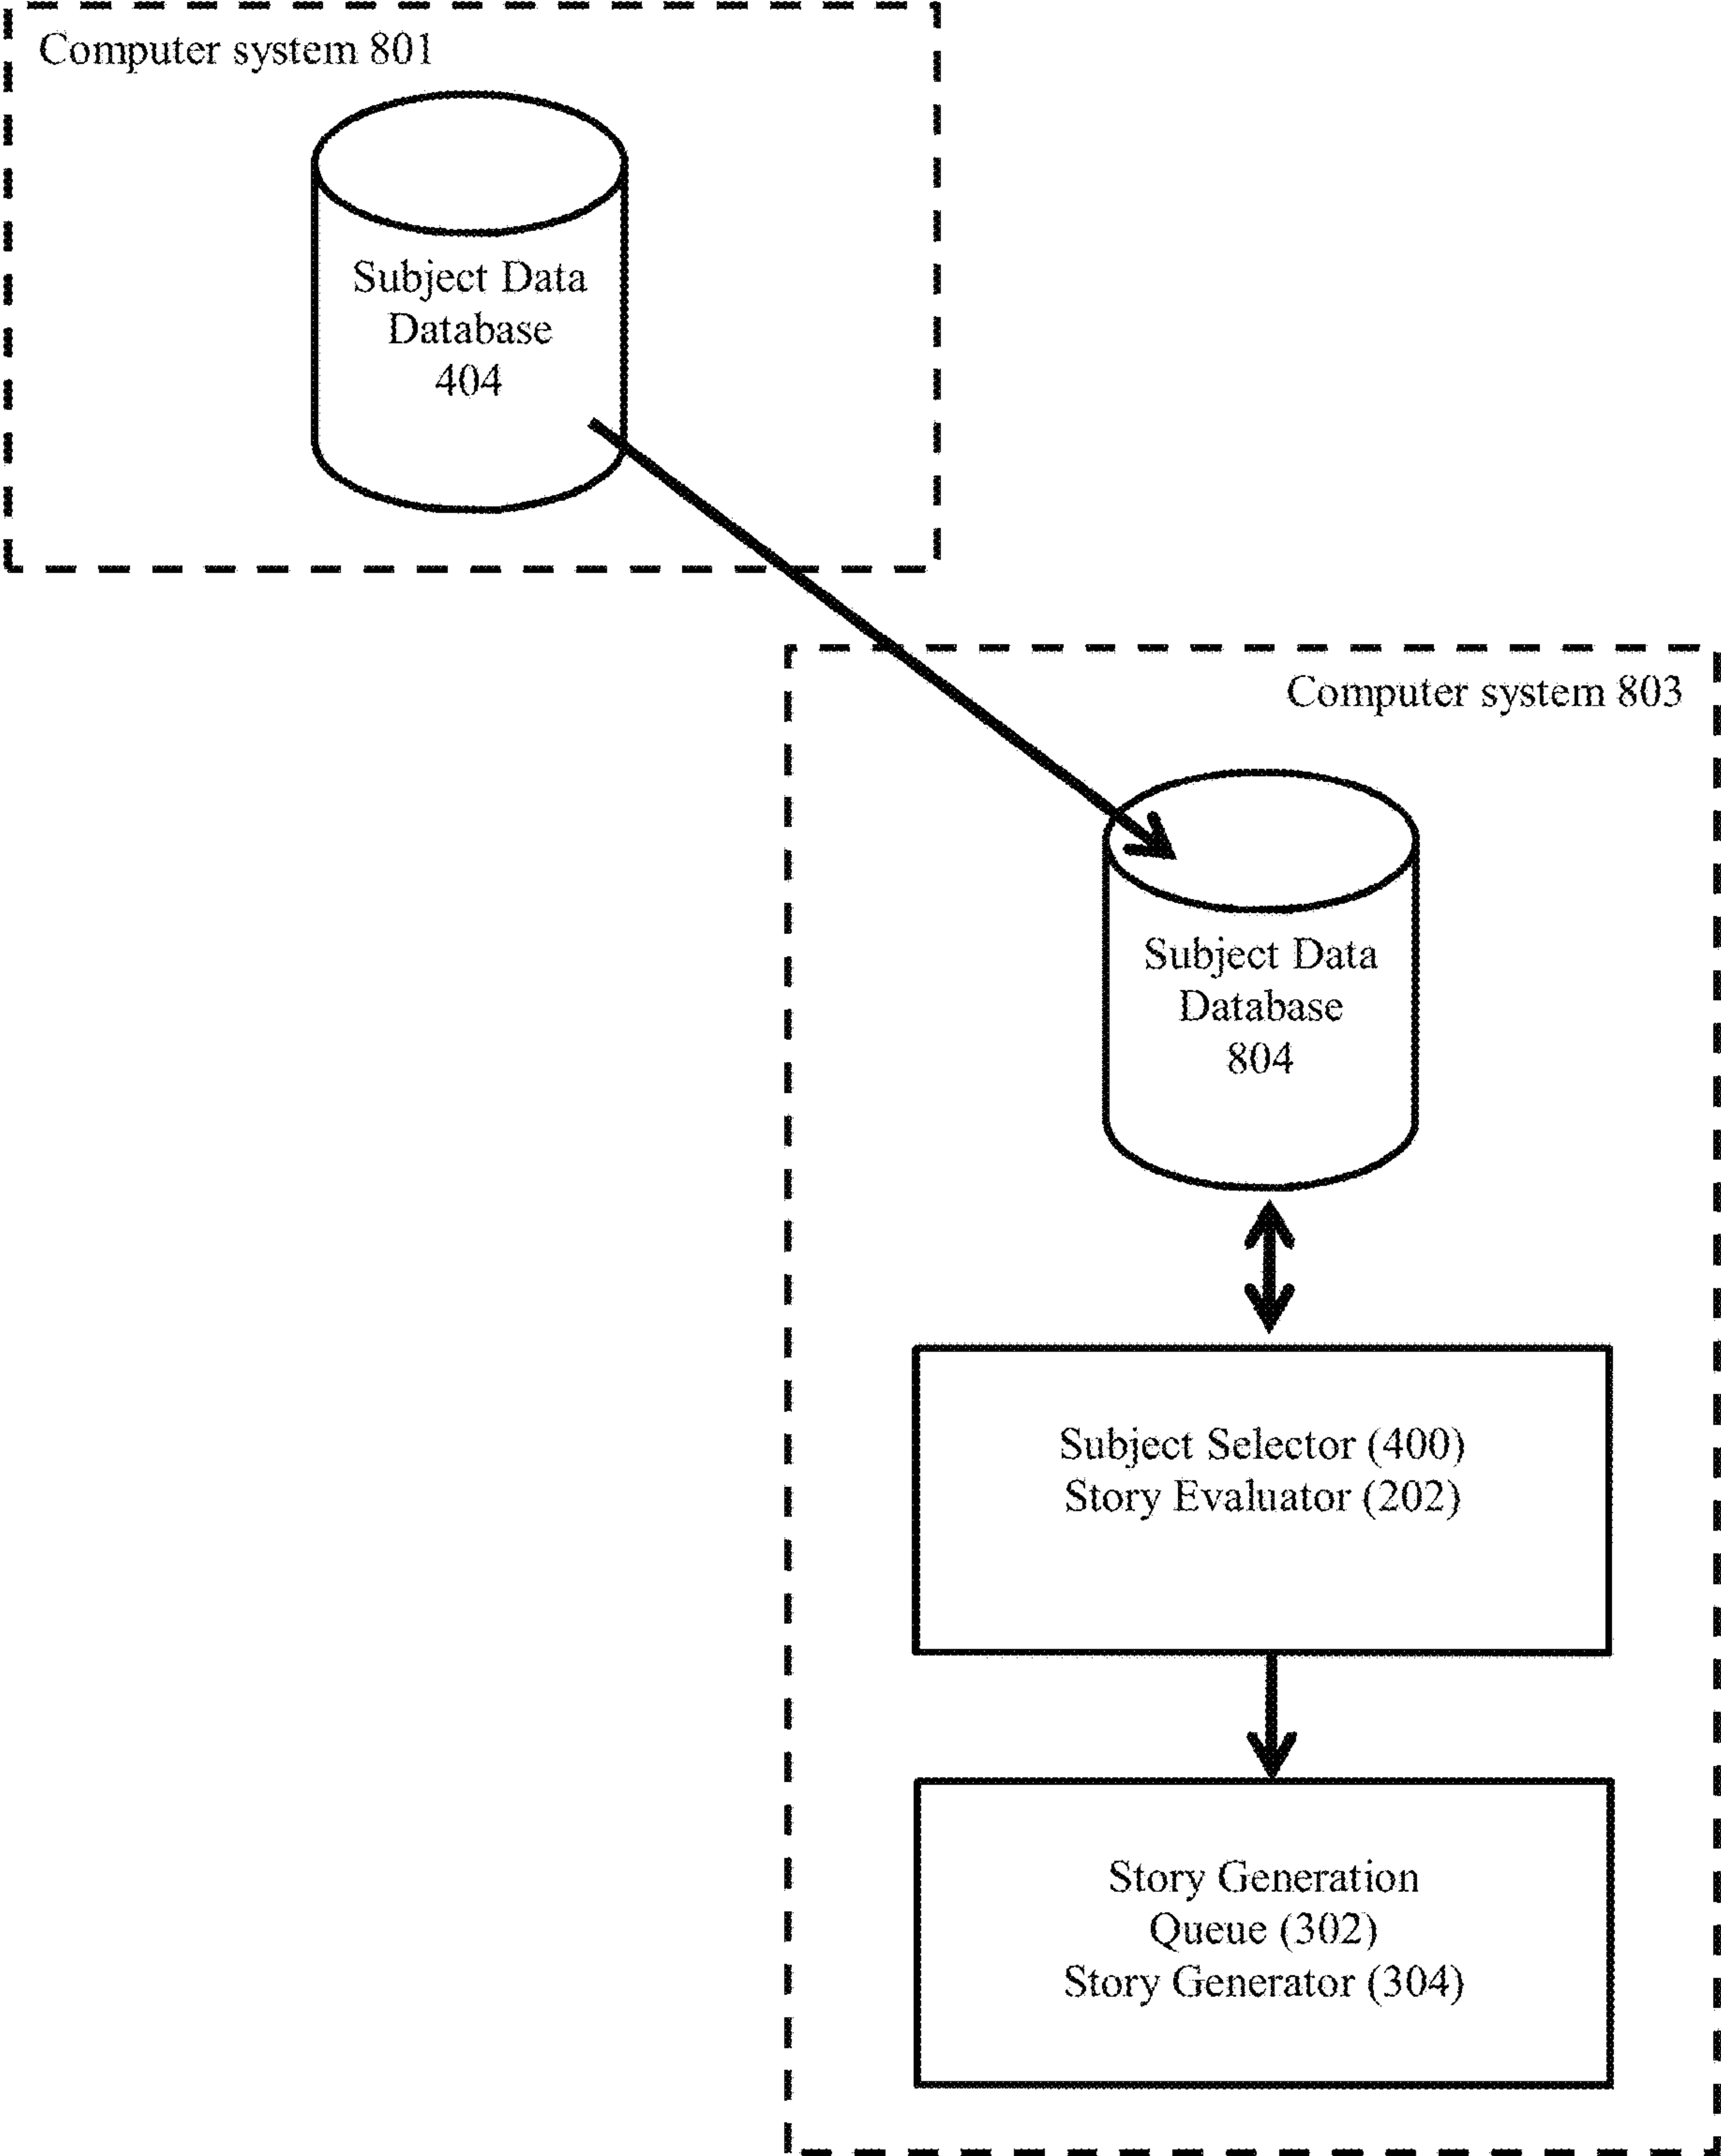 Computer system 801
Subject Data
Database
404
Computer system 803
Subject Data
Database
804
Subject Selector (400)
Story Evaluator (202)
Story Generation
Queue (302)
Story Generator (304)